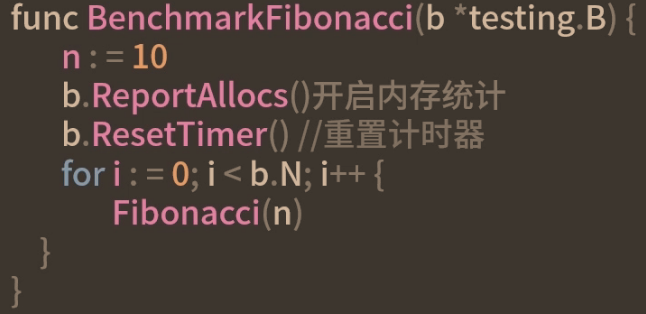 func BenchmarkFibonacci(b *testing.B) {
n := 10
b.ReportAllocs()开启内存统计
b.ResetTimer() //重置计时器
for i := 0; i < b.N; i++ {
Fibonacci(n)
}
}